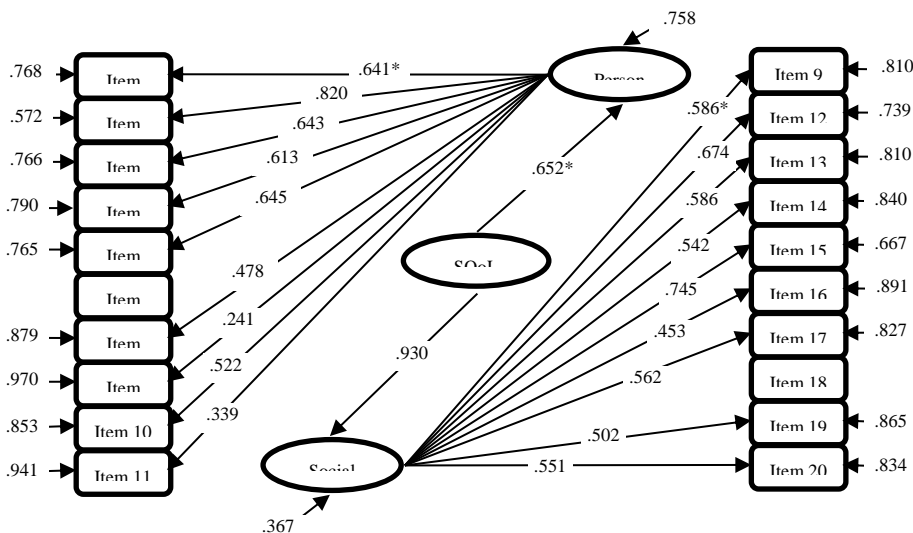 .758
.768
Item
.641*
Person
Item 9
.810
.572
Item
.820
.586*
Item 12
.739
.766
Item
.643
.674
Item 13
.810
.790
Item
.613
.652*
.586
Item 14
.840
.765
Item
.645
.542
Item 15
.667
Item
.478
SQoL
.745
Item 16
.891
.879
Item
.241
.453
Item 17
.827
.970
Item
.522
.930
.562
Item 18
.853
Item 10
.339
.502
Item 19
.865
.941
Item 11
Social
.551
Item 20
.834
.367